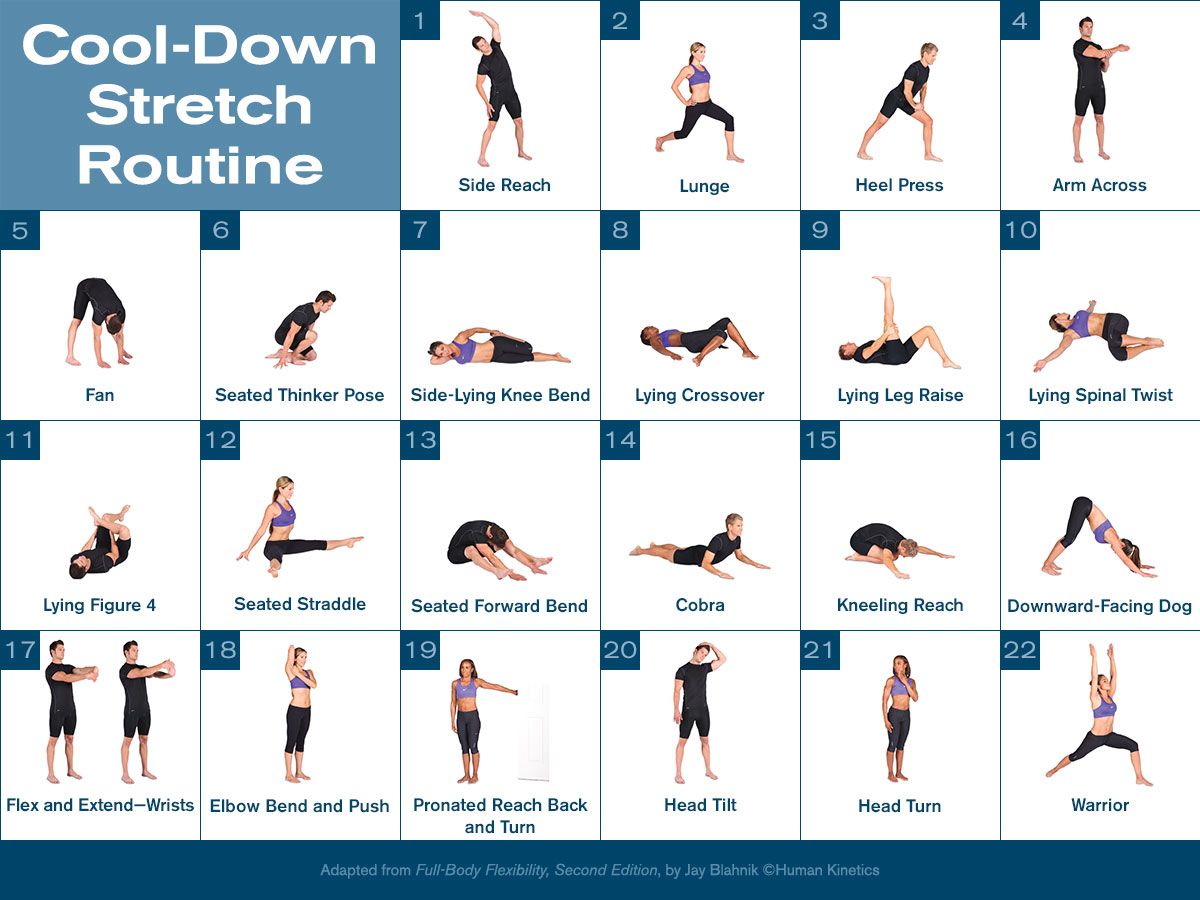 Cool-Down
Stretch
Routine
1
Side Reach
2
Lunge
3
Heel Press
4
Arm Across
5
Fan
6
Seated Thinker Pose
7
Side-Lying Knee Bend
8
Lying Crossover
9
Lying Leg Raise
10
Lying Spinal Twist
11
Lying Figure 4
12
Seated Straddle
13
Seated Forward Bend
14
Cobra
15
Kneeling Reach
16
Downward-Facing Dog
17
Flex and Extend—Wrists
18
Elbow Bend and Push
19
Pronated Reach Back
and Turn
20
Head Tilt
21
Head Turn
22
Warrior
Adapted from Full-Body Flexibility, Second Edition, by Jay Blahnik ©Human Kinetics